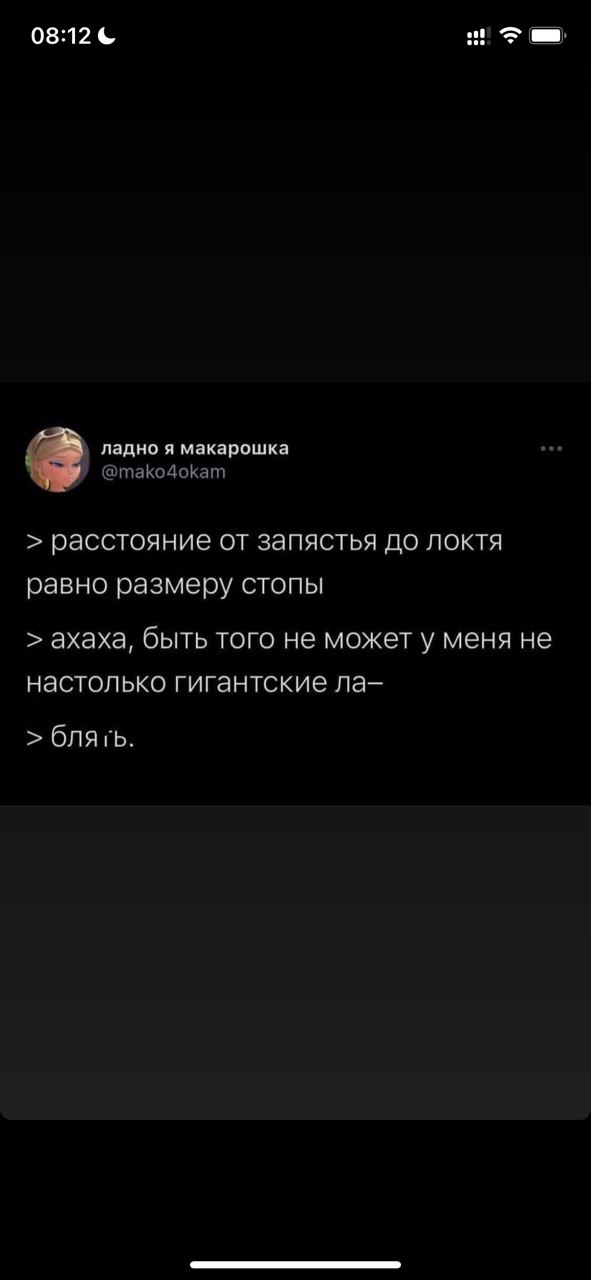 08:12
ладно я макарошка
@mako4okam
> расстояние от запястья до локтя
равно размеру стопы
> ахаха, быть того не может у меня не
настолько гигантские ла–
> блять.